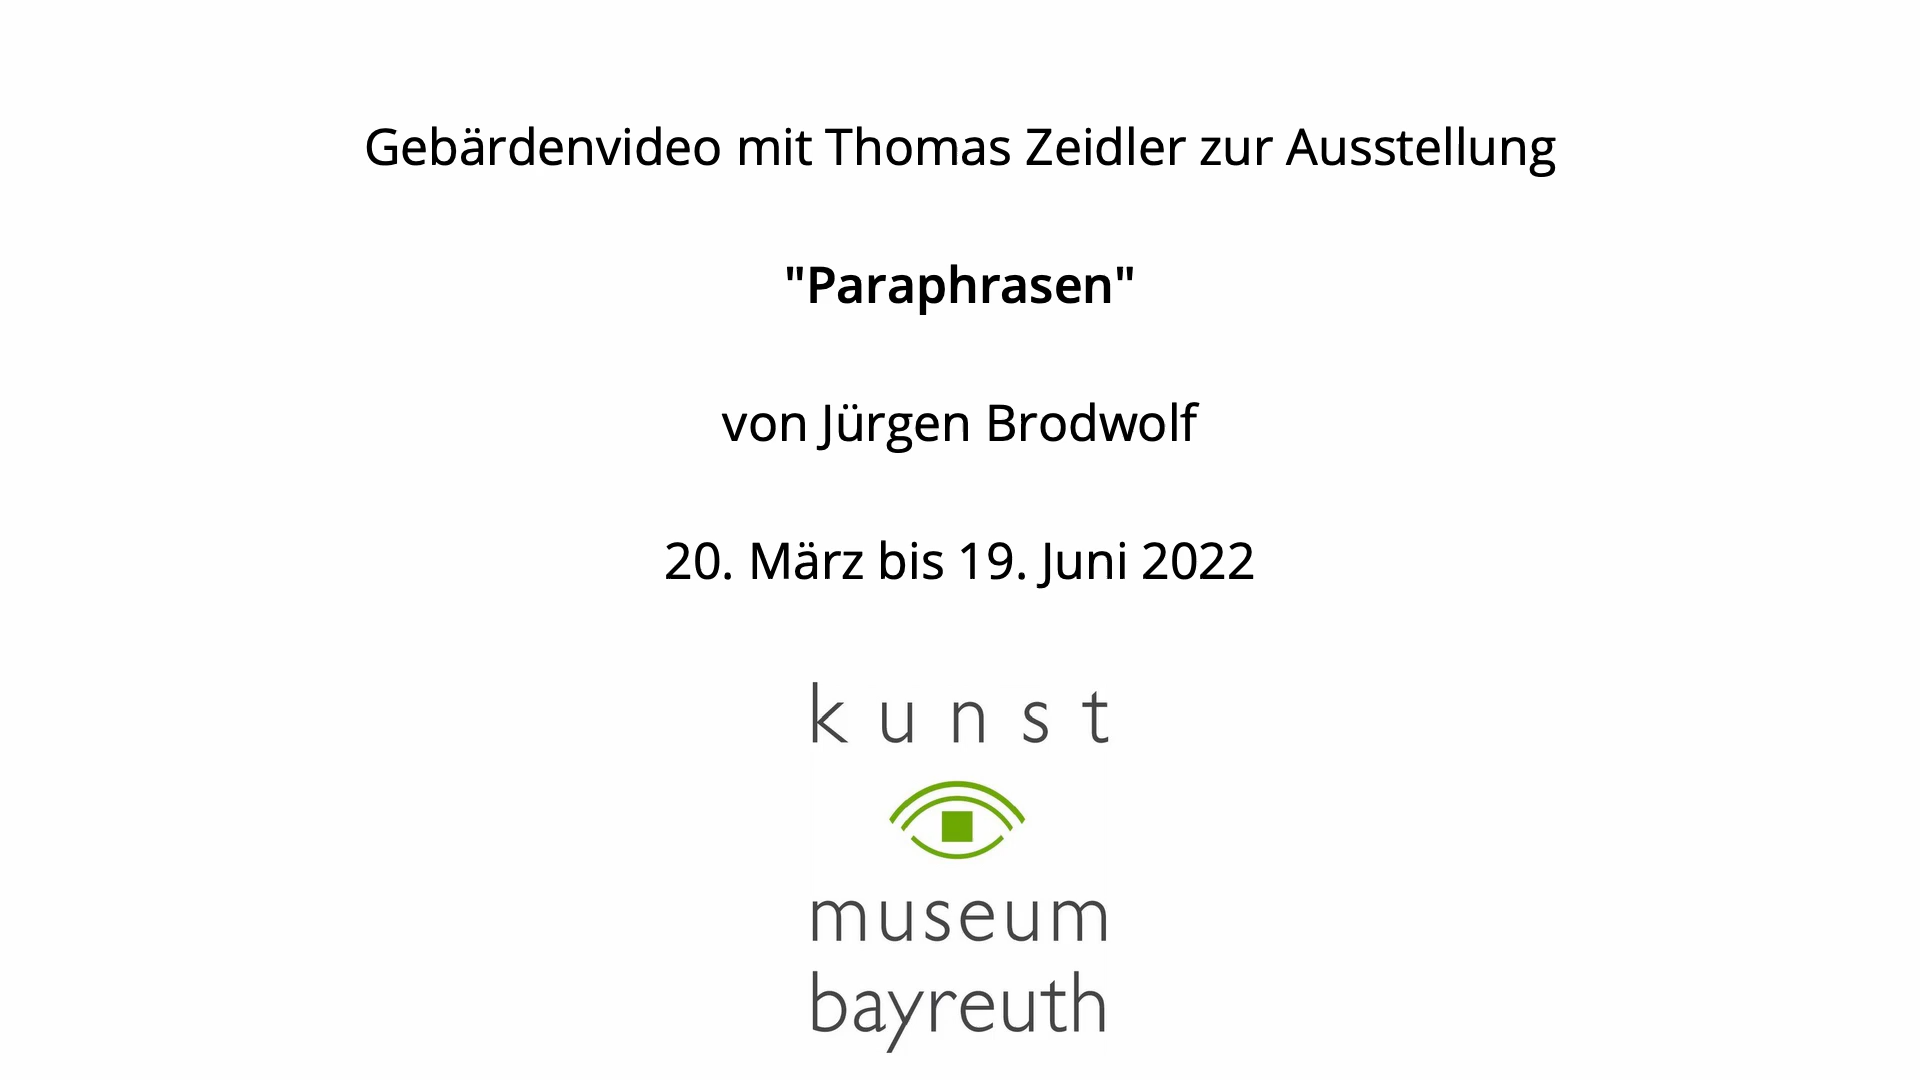 Gebärdenvideo mit Thomas Zeidler zur Ausstellung
"Paraphrasen"
von Jürgen Brodwolf
20. März bis 19. Juni 2022
kunst
museum
bayreuth